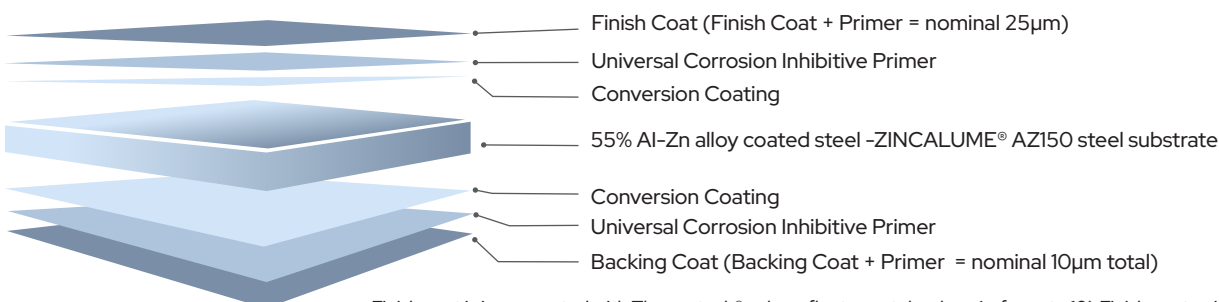 Finish Coat (Finish Coat + Primer = nominal 25µm)
Universal Corrosion Inhibitive Primer
Conversion Coating
55% Al-Zn alloy coated steel -ZINCALUME® AZ150 steel substrate
Conversion Coating
Universal Corrosion Inhibitive Primer
Backing Coat (Backing Coat + Primer = nominal 10µm total)